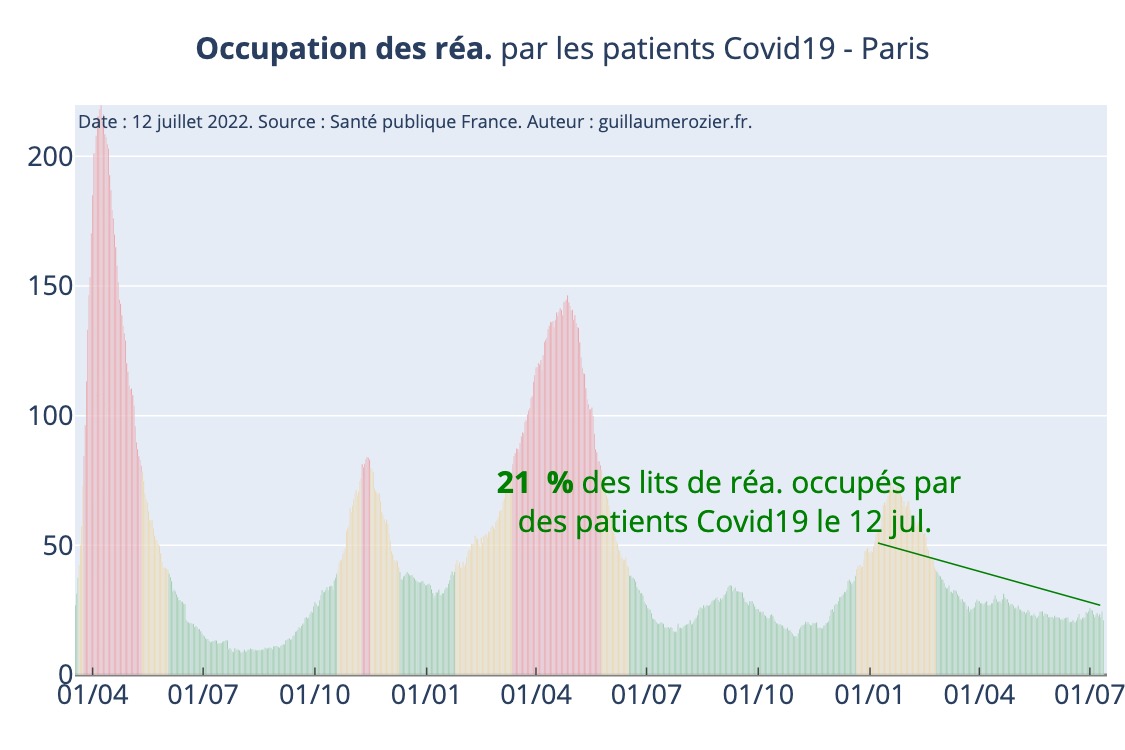 Occupation des réa. par les patients Covid19 - Paris
Date : 12 juillet 2022. Source : Santé publique France. Auteur : guillaumerozier.fr.
200
150
100
21 % des lits de réa. occupés par
des patients Covid19 le 12 jul.
50
0
01/04 01/07 01/10 01/01 01/04 01/07 01/10 01/01 01/04 01/07